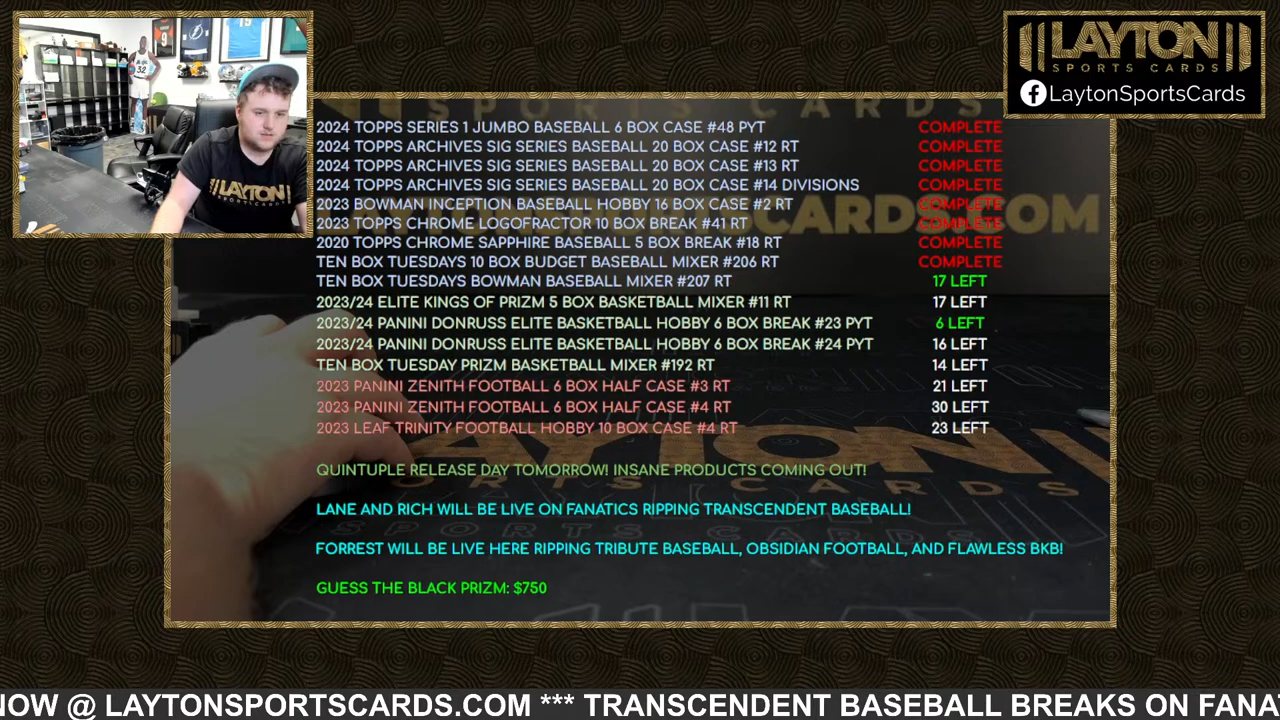 LAYTON
SPORTS CARDS
LaytonSportsCards
2024 TOPPS SERIES 1 JUMBO BASEBALL 6 BOX CASE #48 PYT COMPLETE
2024 TOPPS ARCHIVES SIG SERIES BASEBALL 20 BOX CASE #12 RT COMPLETE
2024 TOPPS ARCHIVES SIG SERIES BASEBALL 20 BOX CASE #13 RT COMPLETE
2024 TOPPS ARCHIVES SIG SERIES BASEBALL 20 BOX CASE #14 DIVISIONS COMPLETE
2023 BOWMAN INCEPTION BASEBALL HOBBY 16 BOX CASE #2 RT COMPLETE
2023 TOPPS CHROME LOGOFRACTOR 10 BOX BREAK #41 RT COMPLETE
2020 TOPPS CHROME SAPPHIRE BASEBALL 5 BOX BREAK #18 RT COMPLETE
TEN BOX TUESDAYS 10 BOX BUDGET BASEBALL MIXER #206 RT COMPLETE
TEN BOX TUESDAYS BOWMAN BASEBALL MIXER #207 RT 17 LEFT
2023/24 ELITE KINGS OF PRIZM 5 BOX BASKETBALL MIXER #11 RT 17 LEFT
2023/24 PANINI DONRUSS ELITE BASKETBALL HOBBY 6 BOX BREAK #23 PYT 6 LEFT
2023/24 PANINI DONRUSS ELITE BASKETBALL HOBBY 6 BOX BREAK #24 PYT 16 LEFT
TEN BOX TUESDAY PRIZM BASKETBALL MIXER #192 RT 14 LEFT
2023 PANINI ZENITH FOOTBALL 6 BOX HALF CASE #3 RT 21 LEFT
2023 PANINI ZENITH FOOTBALL 6 BOX HALF CASE #4 RT 30 LEFT
2023 LEAF TRINITY FOOTBALL HOBBY 10 BOX CASE #4 RT 23 LEFT
QUINTUPLE RELEASE DAY TOMORROW! INSANE PRODUCTS COMING OUT!
LANE AND RICH WILL BE LIVE ON FANATICS RIPPING TRANSCENDENT BASEBALL!
FORREST WILL BE LIVE HERE RIPPING TRIBUTE BASEBALL, OBSIDIAN FOOTBALL, AND FLAWLESS BKB!
GUESS THE BLACK PRIZM: $750
LAYTON
SPORTS CARDS
NOW @ LAYTONSPORTSCARDS.COM *** TRANSCENDENT BASEBALL BREAKS ON FANA